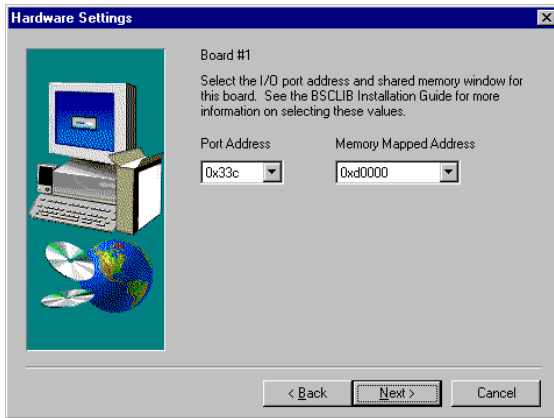 Hardware Settings
Board #1
Select the I/O port address and shared memory window for
this board. See the BSCLIB Installation Guide for more
information on selecting these values.
Port Address
Memory Mapped Address
0x33c
0xd0000
< Back
Next >
Cancel